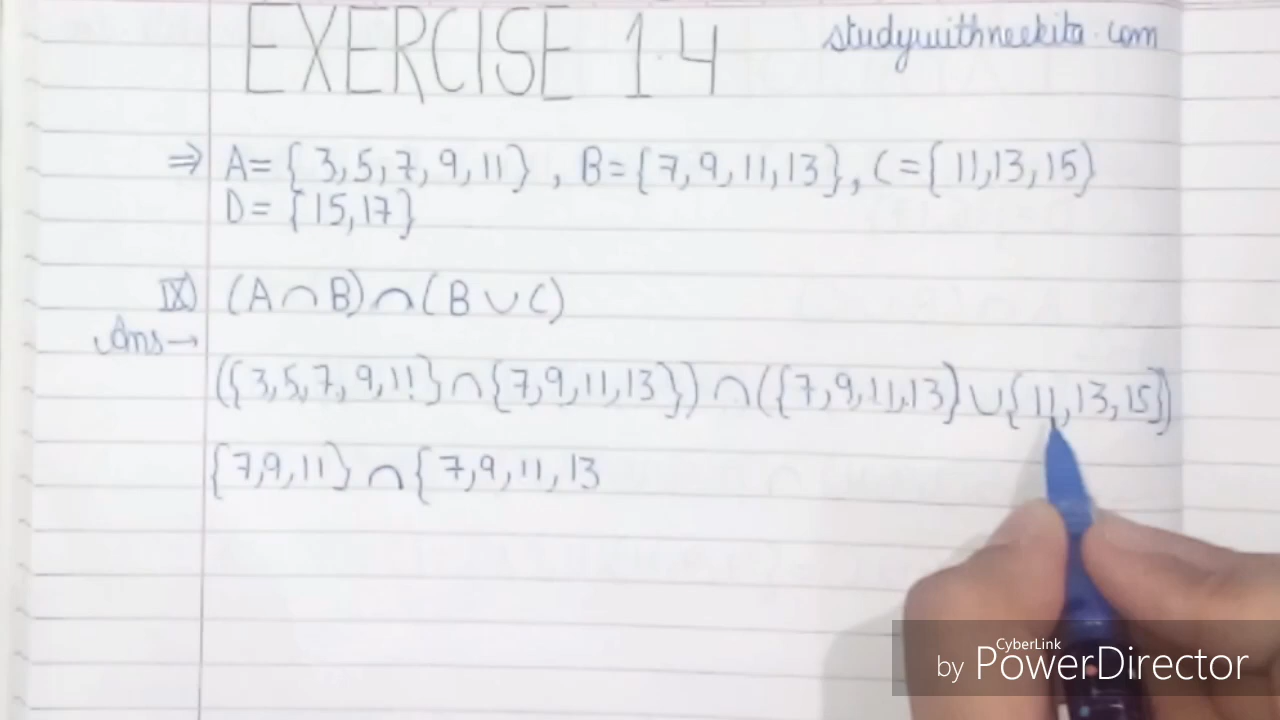 EXERCISE 1.4
studywithneekita.com
⇒ A = {3,5,7,9,11}, B = {7,9,11,13}, C = {11,13,15}
D = {15,17}
IX) (A ∩ B) ∩ (B ∪ C)
Ans →
({3,5,7,9,11} ∩ {7,9,11,13}) ∩ ({7,9,11,13} ∪ {11,13,15})
{7,9,11} ∩ {7,9,11,13
CyberLink
by PowerDirector